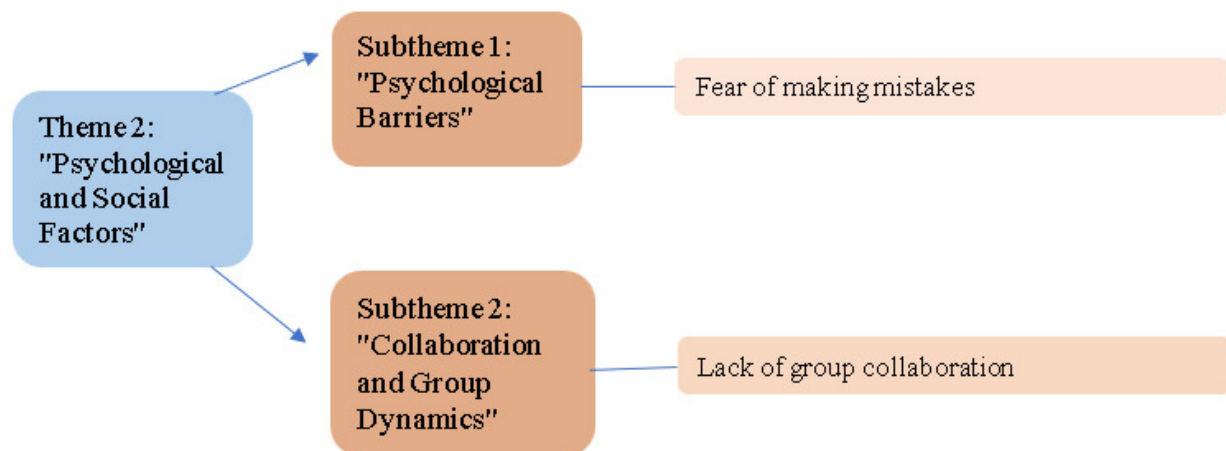 Theme 2:
"Psychological
and Social
Factors"
Subtheme 1:
"Psychological
Barriers"
Fear of making mistakes
Subtheme 2:
"Collaboration
and Group
Dynamics"
Lack of group collaboration